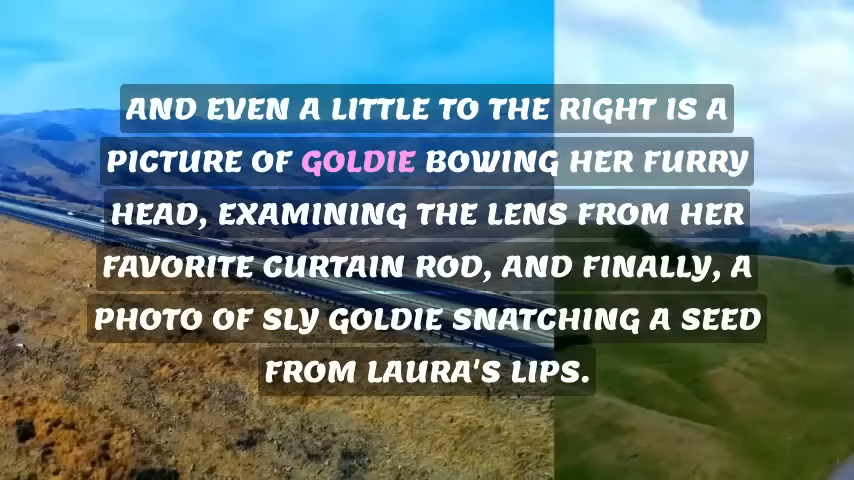 AND EVEN A LITTLE TO THE RIGHT IS A
PICTURE OF GOLDIE BOWING HER FURRY
HEAD, EXAMINING THE LENS FROM HER
FAVORITE CURTAIN ROD, AND FINALLY, A
PHOTO OF SLY GOLDIE SNATCHING A SEED
FROM LAURA'S LIPS.